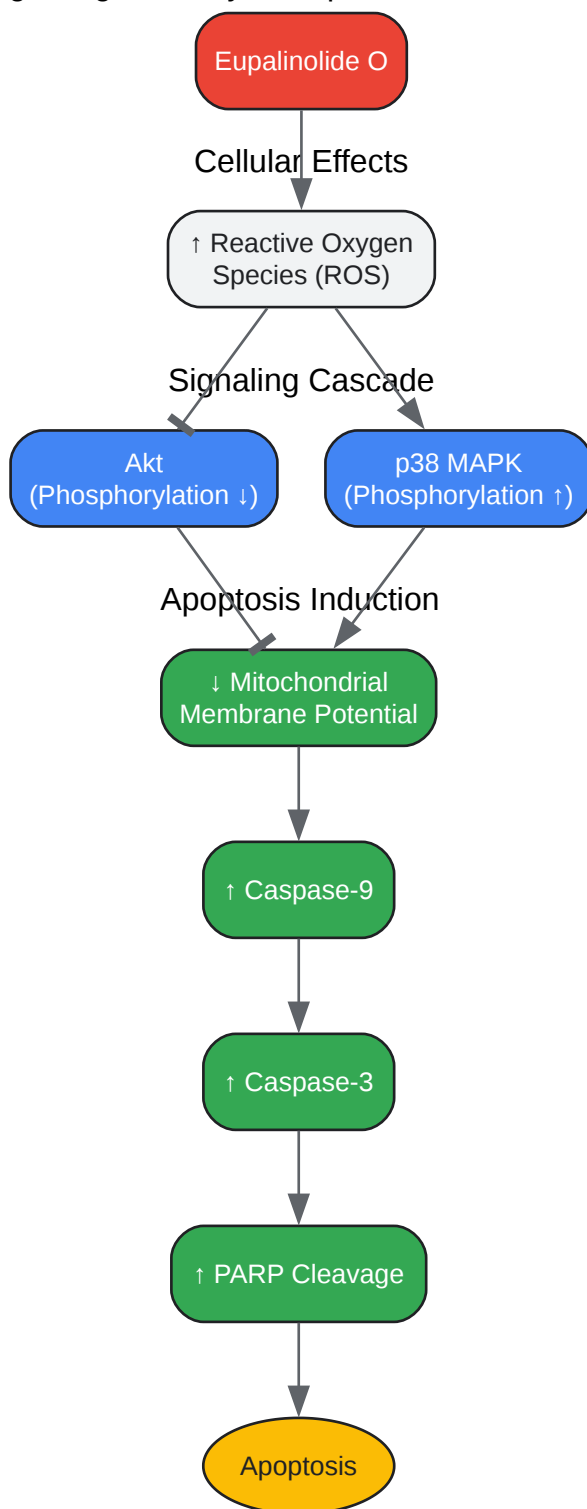 Eupalinolide O
Cellular Effects
↑ Reactive Oxygen
Species (ROS)
Signaling Cascade
Akt
(Phosphorylation ↓)
p38 MAPK
(Phosphorylation ↑)
Apoptosis Induction
↓ Mitochondrial
Membrane Potential
↑ Caspase-9
↑ Caspase-3
↑ PARP Cleavage
Apoptosis